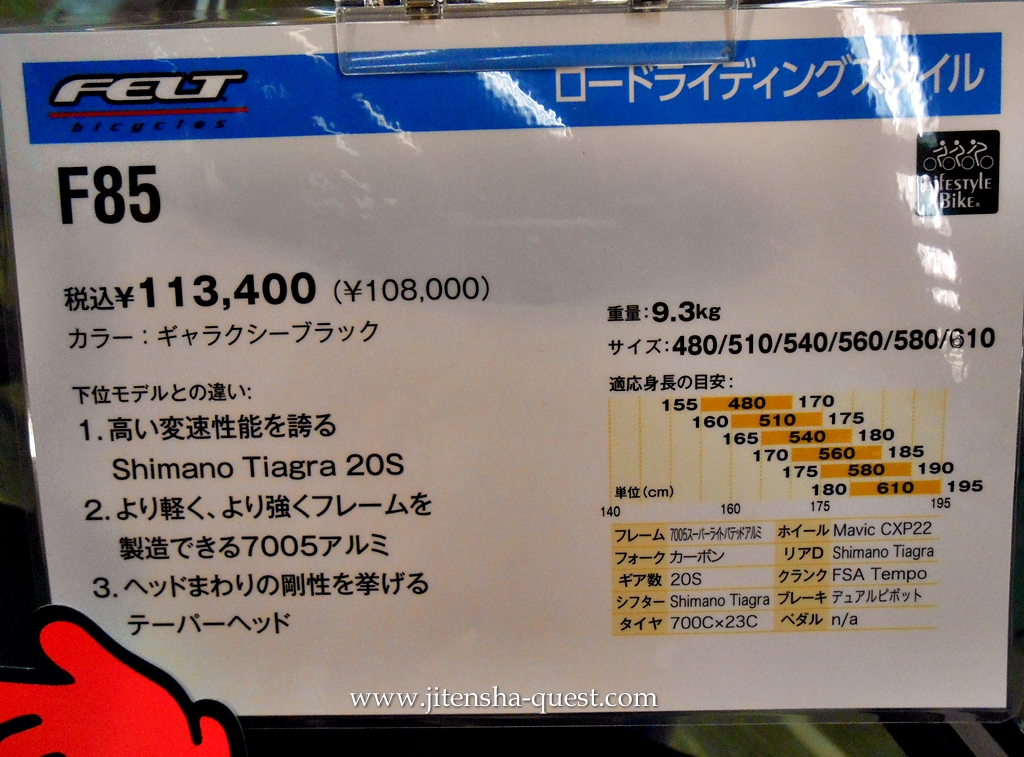 FELT
bicycles
ロードライディングスタイル
Lifestyle
Bike®
F85
税込¥113,400 (¥108,000)
カラー：ギャラクシーブラック
下位モデルとの違い:
1. 高い変速性能を誇る
Shimano Tiagra 20S
2. より軽く、より強くフレームを
製造できる7005アルミ
3. ヘッドまわりの剛性を挙げる
テーパーヘッド
重量:9.3kg
サイズ:480/510/540/560/580/610
適応身長の目安:
155 480 170
160 510 175
165 540 180
170 560 185
175 580 190
180 610 195
単位(cm)
140 160 175 195
フレーム 7005スーパーライトバテッドアルミ ホイール Mavic CXP22
フォーク カーボン リアD Shimano Tiagra
ギア数 20S クランク FSA Tempo
シフター Shimano Tiagra ブレーキ デュアルピボット
タイヤ 700C×23C ペダル n/a
www.jitensha-quest.com